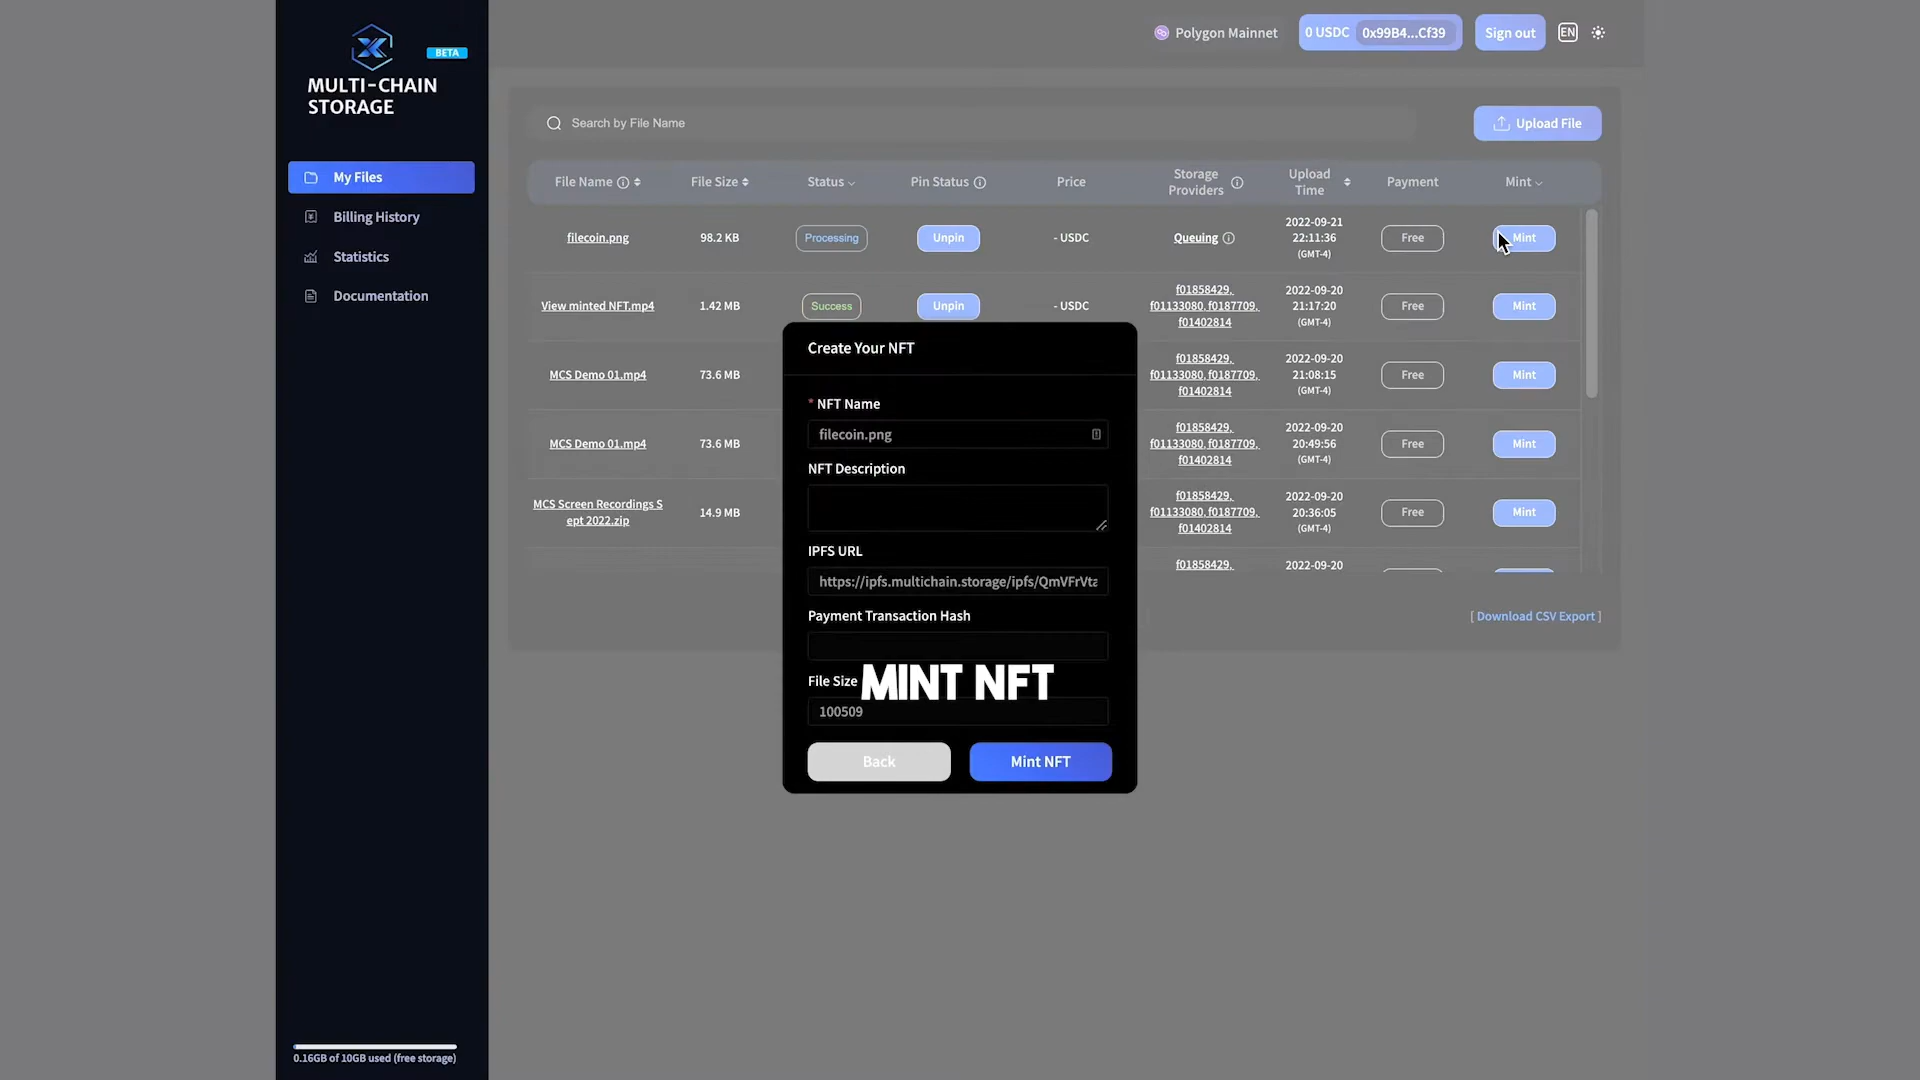 BETA
MULTI-CHAIN
STORAGE
My Files
Billing History
Statistics
Documentation
0.16GB of 10GB used (free storage)
Polygon Mainnet
0 USDC 0x99B4...Cf39
Sign out
EN
Search by File Name
Upload File
File Name File Size Status Pin Status Price Storage Providers Upload Time Payment Mint
filecoin.png 98.2 KB Processing Unpin - USDC Queuing 2022-09-21 22:11:36 (GMT-4) Free Mint
View minted NFT.mp4 1.42 MB Success Unpin - USDC f01858429, f01133080, f0187709, f01402814 2022-09-20 21:17:20 (GMT-4) Free Mint
MCS Demo 01.mp4 73.6 MB f01858429, f01133080, f0187709, f01402814 2022-09-20 21:08:15 (GMT-4) Free Mint
MCS Demo 01.mp4 73.6 MB f01858429, f01133080, f0187709, f01402814 2022-09-20 20:49:56 (GMT-4) Free Mint
MCS Screen Recordings S
ept 2022.zip 14.9 MB f01858429, f01133080, f0187709, f01402814 2022-09-20 20:36:05 (GMT-4) Free Mint
f01858429, 2022-09-20
[ Download CSV Export ]
Create Your NFT
* NFT Name
filecoin.png
NFT Description
IPFS URL
https://ipfs.multichain.storage/ipfs/QmVFrVta
Payment Transaction Hash
File Size
MINT NFT
100509
Back
Mint NFT